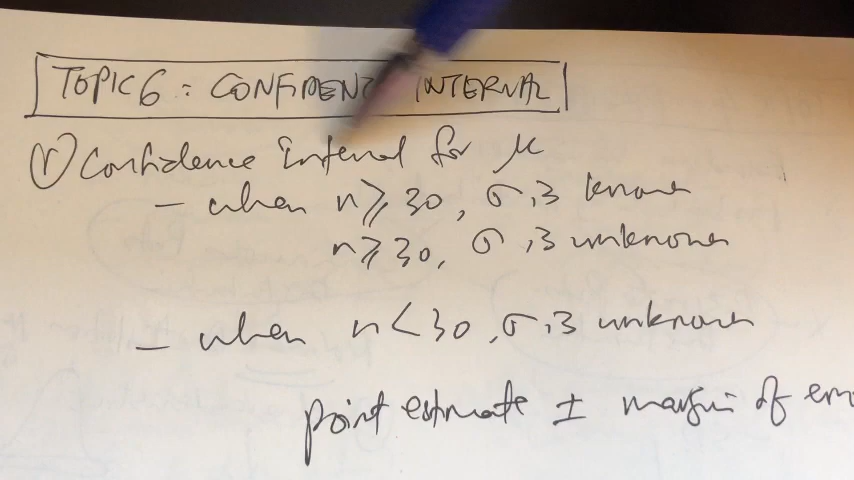 TOPIC 6 : CONFIDENCE INTERVAL
(1) Confidence Interval for μ
- when n ≥ 30, σ is known
n ≥ 30, σ is unknown
- when n < 30, σ is unknown
point estimate ± margin of erro